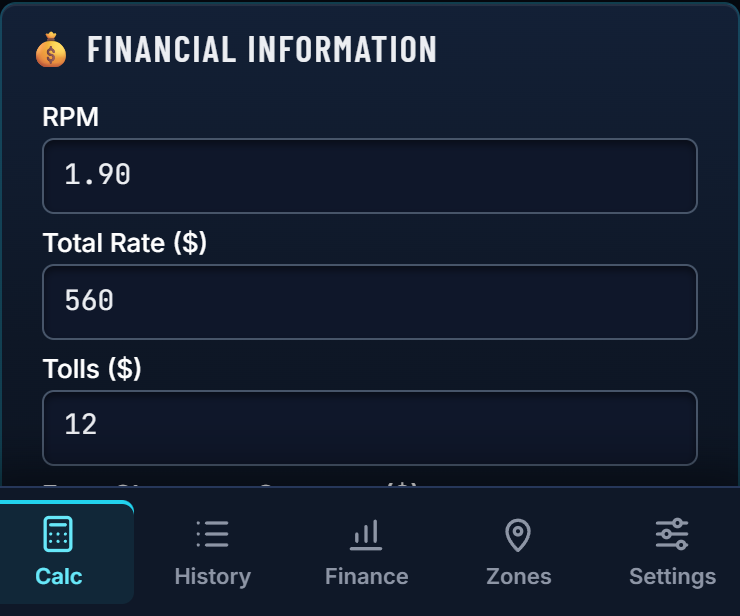 FINANCIAL INFORMATION
RPM
1.90
Total Rate ($)
560
Tolls ($)
12
Calc
History
Finance
Zones
Settings